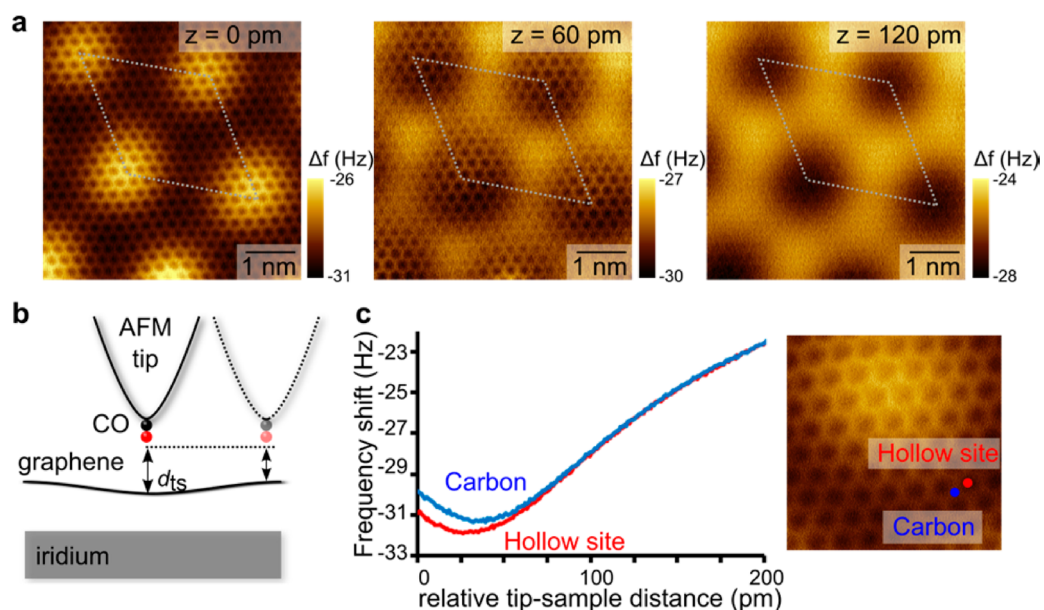 a
z = 0 pm
z = 60 pm
z = 120 pm
Δf (Hz)
-26
-31
1 nm
Δf (Hz)
-27
-30
1 nm
Δf (Hz)
-24
-28
1 nm
b
AFM
tip
CO
graphene
dts
iridium
c
Frequency shift (Hz)
-23
-25
-27
-29
-31
-33
Carbon
Hollow site
0
50
100
150
200
relative tip-sample distance (pm)
Hollow site
Carbon